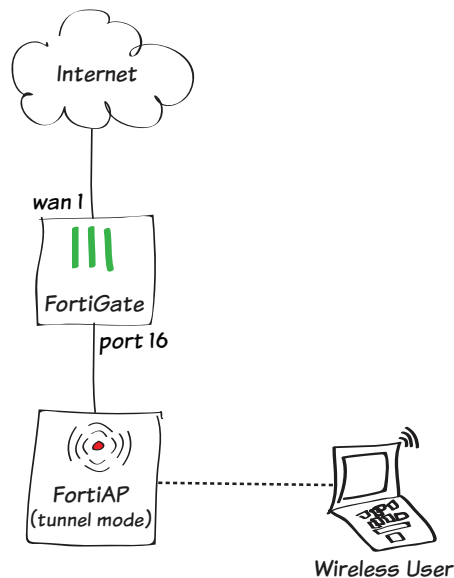 Internet
wan 1
FortiGate
port 16
FortiAP
(tunnel mode)
Wireless User